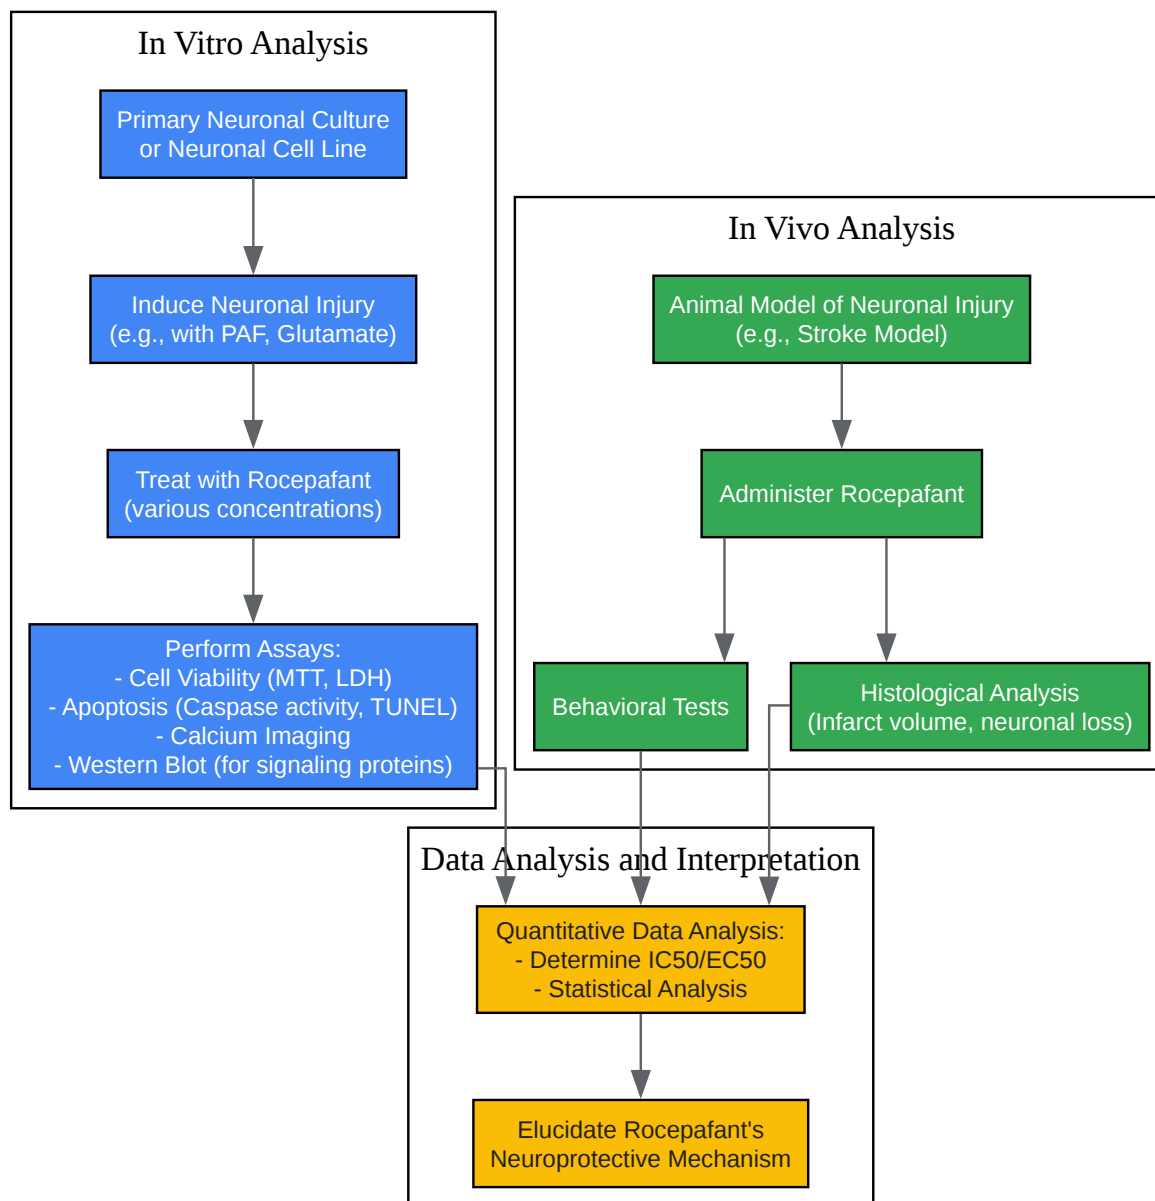 In Vitro Analysis
Primary Neuronal Culture
or Neuronal Cell Line
Induce Neuronal Injury
(e.g., with PAF, Glutamate)
Treat with Rocepafant
(various concentrations)
Perform Assays:
- Cell Viability (MTT, LDH)
- Apoptosis (Caspase activity, TUNEL)
- Calcium Imaging
- Western Blot (for signaling proteins)
In Vivo Analysis
Animal Model of Neuronal Injury
(e.g., Stroke Model)
Administer Rocepafant
Behavioral Tests
Histological Analysis
(Infarct volume, neuronal loss)
Data Analysis and Interpretation
Quantitative Data Analysis:
- Determine IC50/EC50
- Statistical Analysis
Elucidate Rocepafant's
Neuroprotective Mechanism